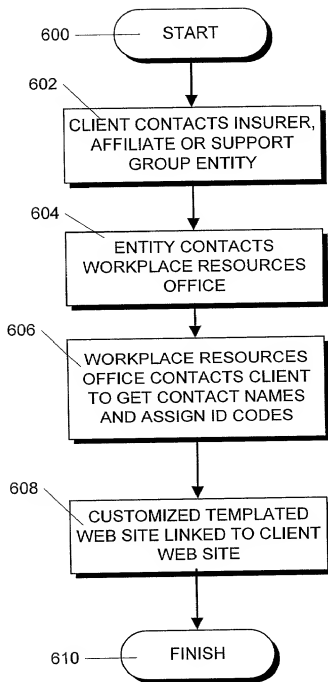 600
START
602
CLIENT CONTACTS INSURER,
AFFILIATE OR SUPPORT
GROUP ENTITY
604
ENTITY CONTACTS
WORKPLACE RESOURCES
OFFICE
606
WORKPLACE RESOURCES
OFFICE CONTACTS CLIENT
TO GET CONTACT NAMES
AND ASSIGN ID CODES
608
CUSTOMIZED TEMPLATED
WEB SITE LINKED TO CLIENT
WEB SITE
610
FINISH